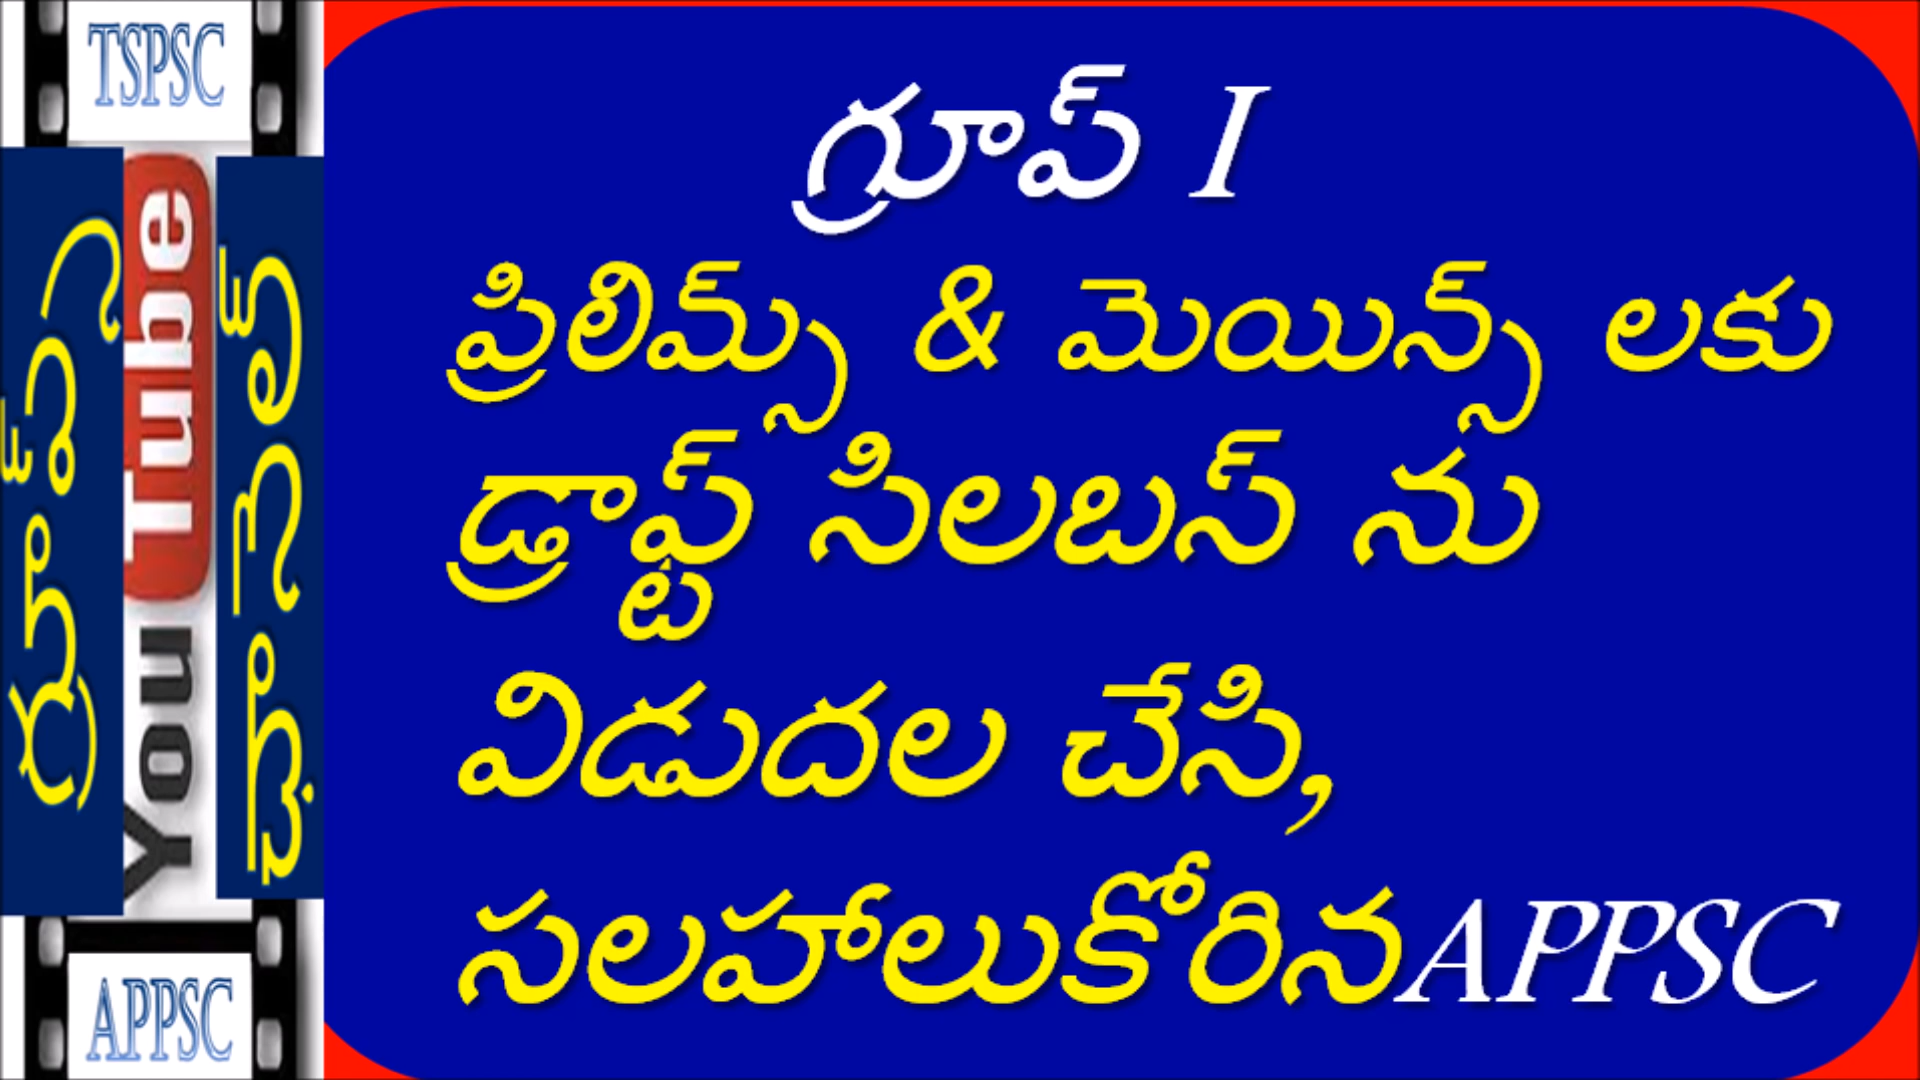 TSPSC
గ్రూప్స్
YouTube
ఛానెల్
APPSC
గ్రూప్ I
ప్రిలిమ్స్ & మెయిన్స్ లకు
డ్రాఫ్ట్ సిలబస్ ను
విడుదల చేసి,
సలహాలుకోరినAPPSC